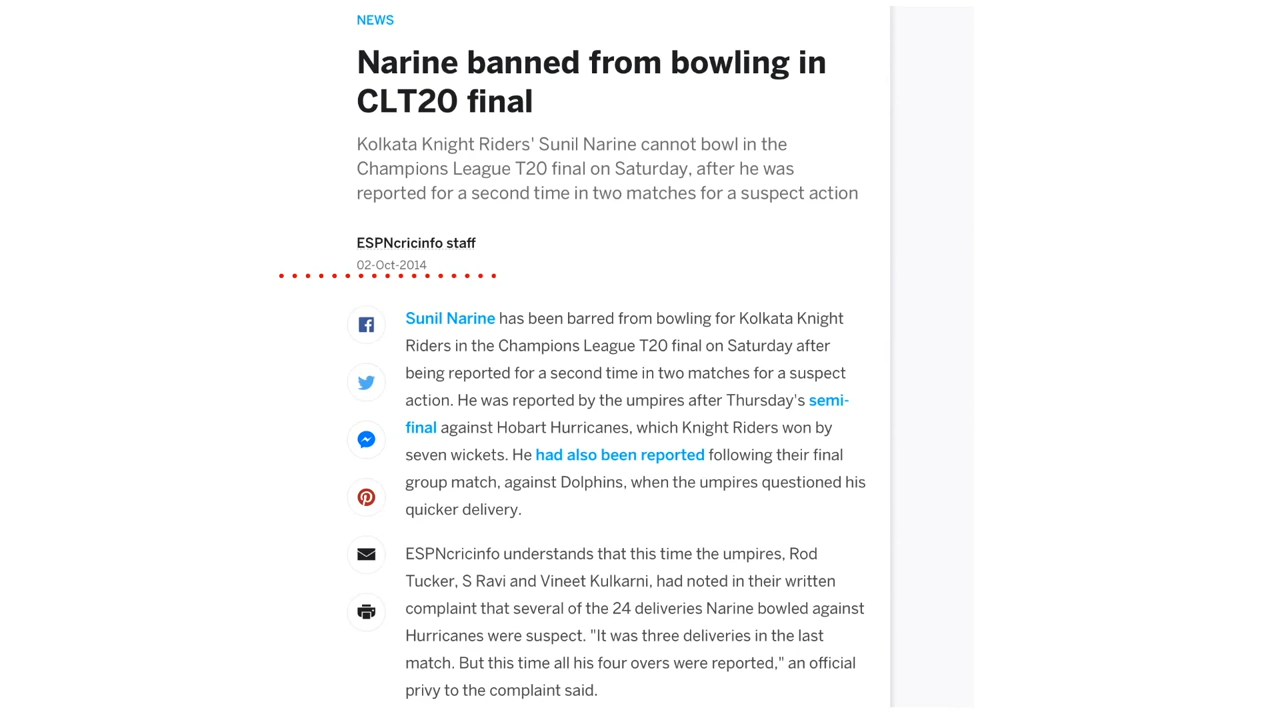 NEWS
Narine banned from bowling in
CLT20 final
Kolkata Knight Riders' Sunil Narine cannot bowl in the
Champions League T20 final on Saturday, after he was
reported for a second time in two matches for a suspect action
ESPNcricinfo staff
02-Oct-2014
Sunil Narine has been barred from bowling for Kolkata Knight
Riders in the Champions League T20 final on Saturday after
being reported for a second time in two matches for a suspect
action. He was reported by the umpires after Thursday's semi-
final against Hobart Hurricanes, which Knight Riders won by
seven wickets. He had also been reported following their final
group match, against Dolphins, when the umpires questioned his
quicker delivery.
ESPNcricinfo understands that this time the umpires, Rod
Tucker, S Ravi and Vineet Kulkarni, had noted in their written
complaint that several of the 24 deliveries Narine bowled against
Hurricanes were suspect. "It was three deliveries in the last
match. But this time all his four overs were reported," an official
privy to the complaint said.